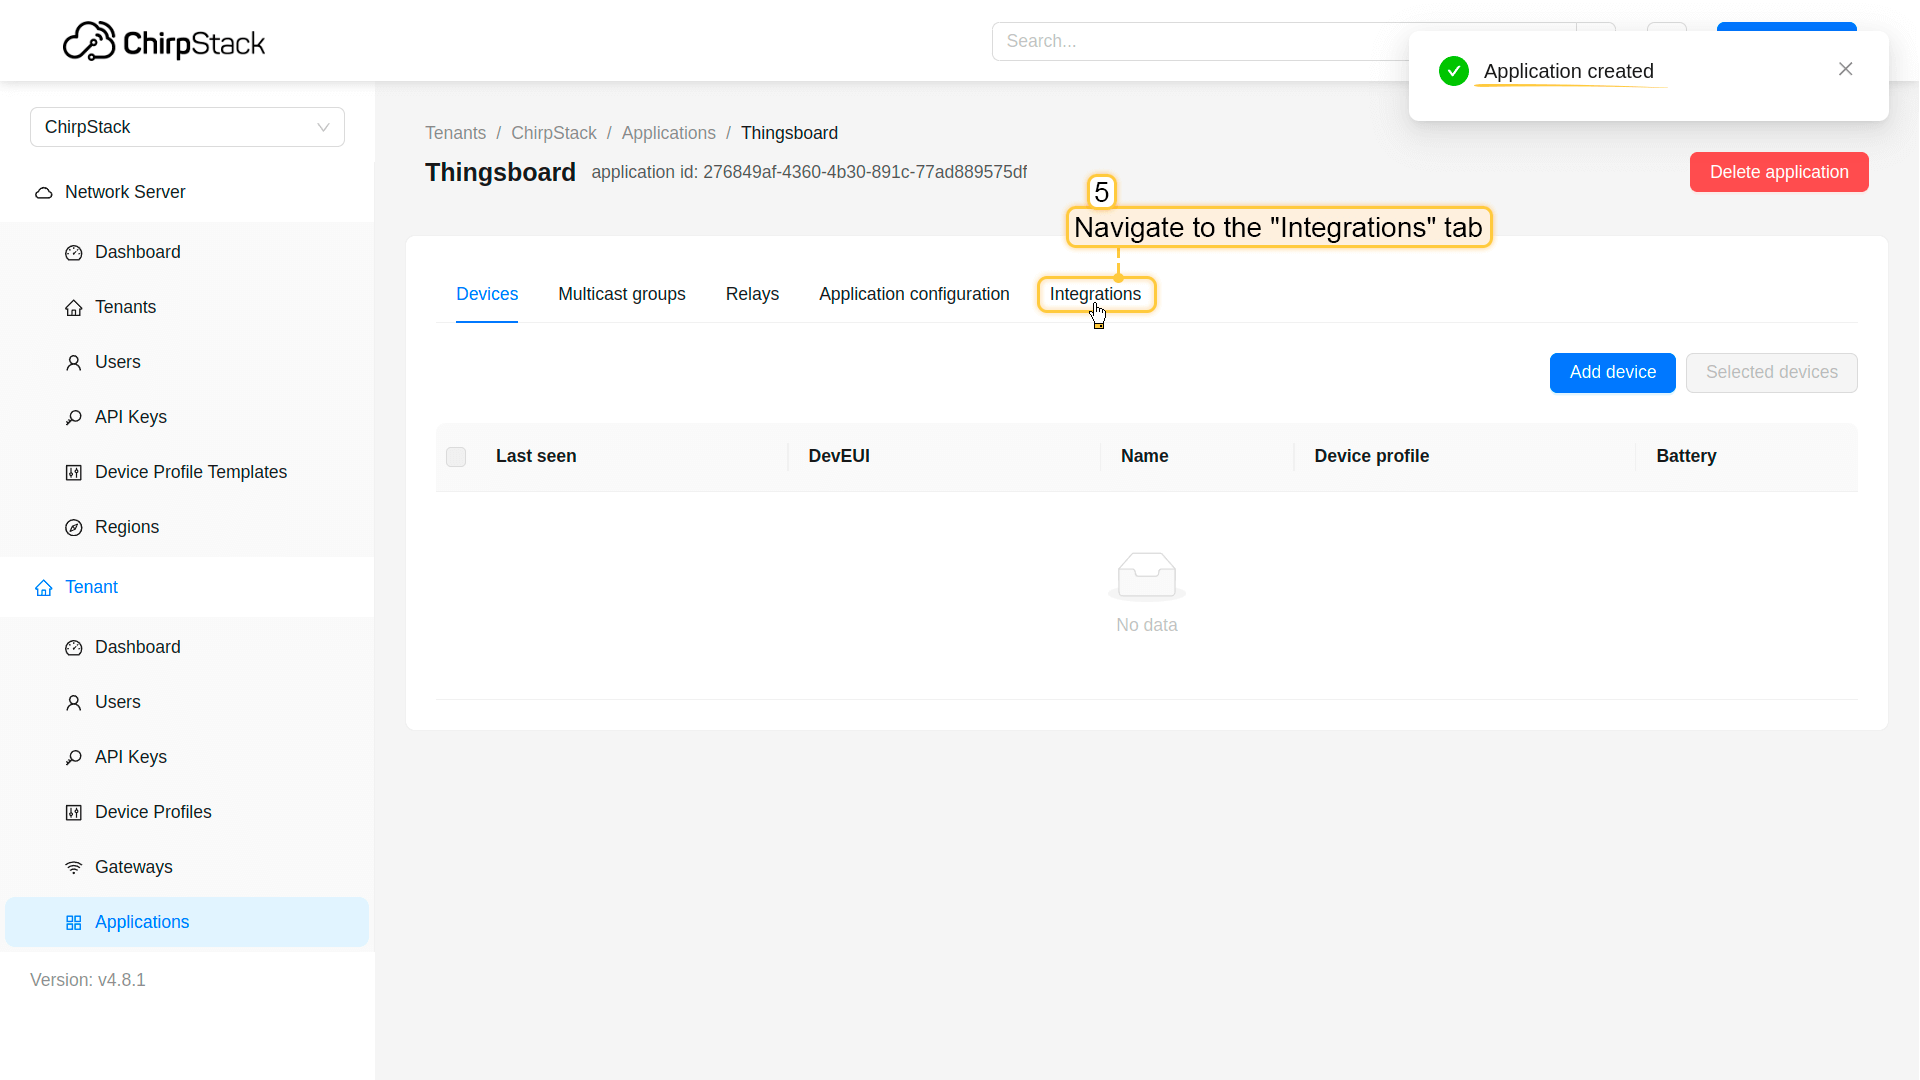 ChirpStack
Search...
Application created
ChirpStack
Network Server
Dashboard
Tenants
Users
API Keys
Device Profile Templates
Regions
Tenant
Dashboard
Users
API Keys
Device Profiles
Gateways
Applications
Version: v4.8.1
Tenants / ChirpStack / Applications / Thingsboard
Thingsboard application id: 276849af-4360-4b30-891c-77ad889575df
Delete application
5
Navigate to the "Integrations" tab
Devices Multicast groups Relays Application configuration Integrations
Add device Selected devices
Last seen DevEUI Name Device profile Battery
No data